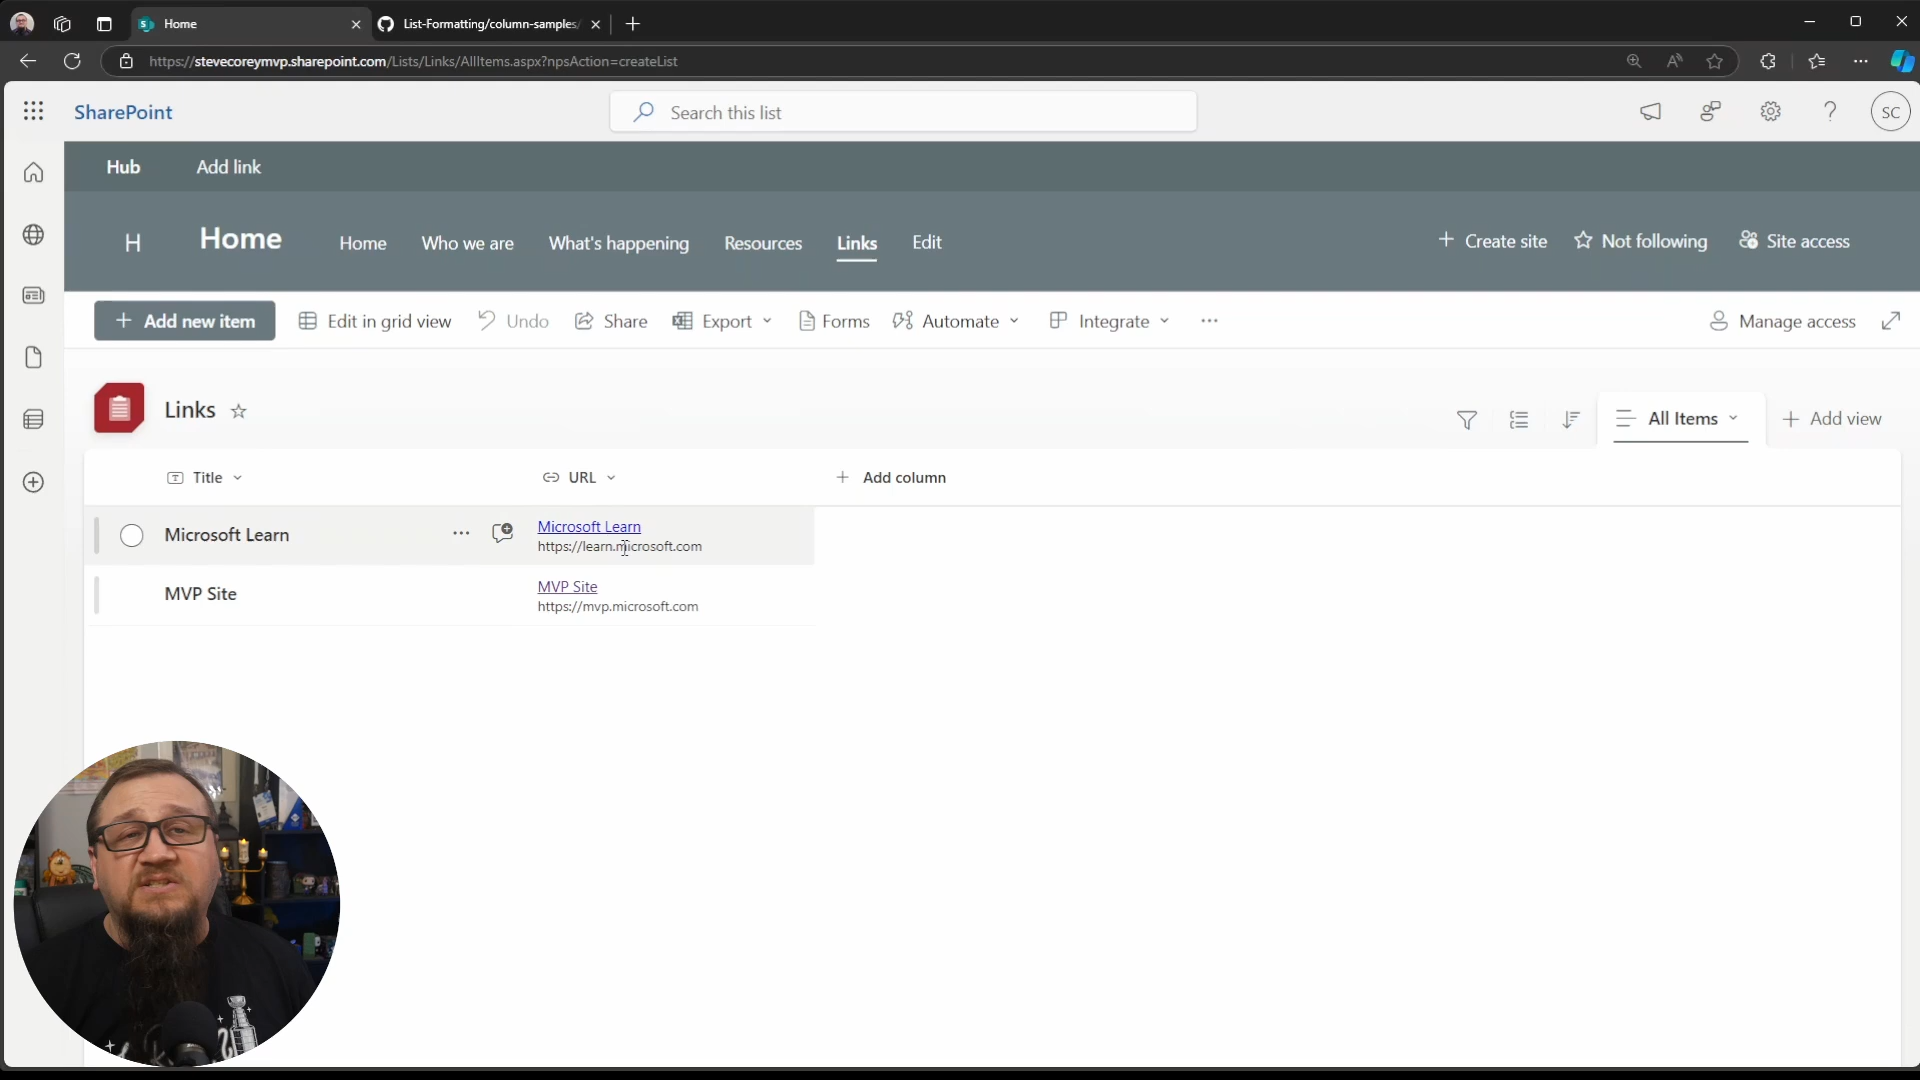 Home
List-Formatting/column-samples/
https://stevecoreymvp.sharepoint.com/Lists/Links/AllItems.aspx?npsAction=createList
SharePoint
Search this list
SC
Hub Add link
H Home Home Who we are What's happening Resources Links Edit
Create site Not following Site access
Add new item Edit in grid view Undo Share Export Forms Automate Integrate ... Manage access
Links
All Items Add view
Title URL Add column
Microsoft Learn
Microsoft Learn
https://learn.microsoft.com
MVP Site
MVP Site
https://mvp.microsoft.com